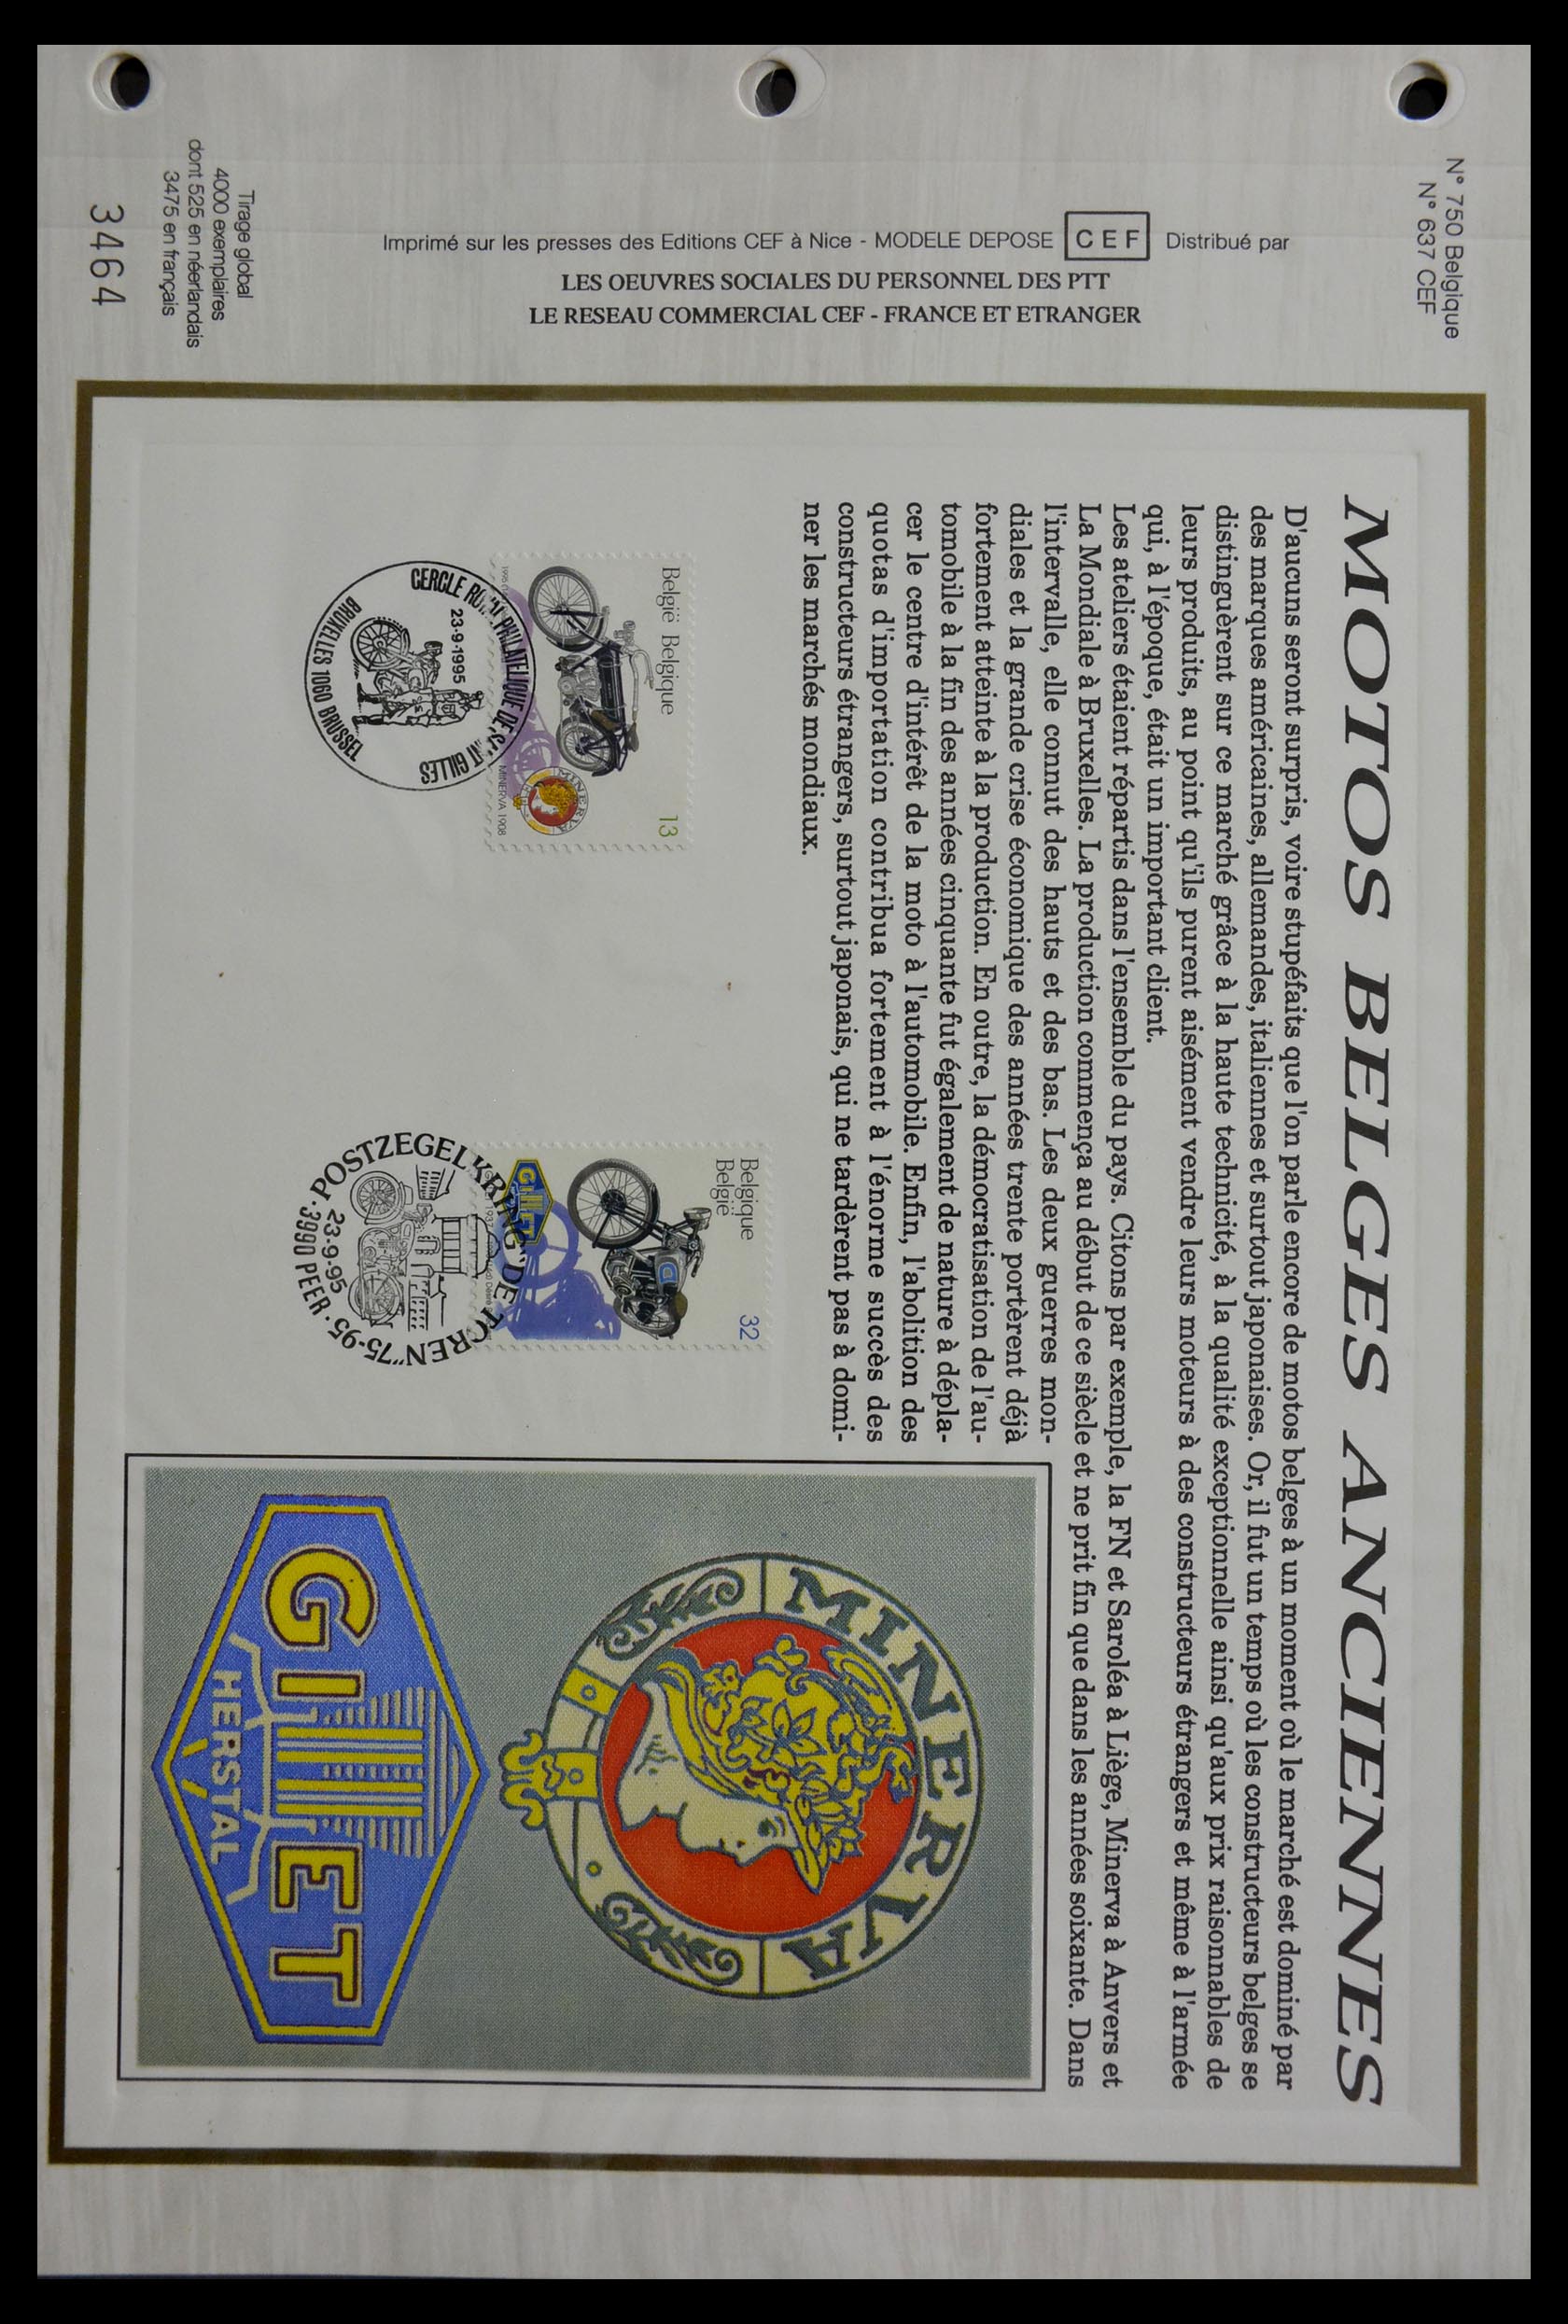 N° 750 Belgique
N° 637 CEF
Imprimé sur les presses des Editions CEF à Nice - MODELE DEPOSE CEF Distribué par
LES OEUVRES SOCIALES DU PERSONNEL DES PTT
LE RESEAU COMMERCIAL CEF - FRANCE ET ETRANGER
Tirage global
4000 exemplaires
dont 525 en néerlandais
3475 en français
3464
MOTOS BELGES ANCIENNES
D'aucuns seront surpris, voire stupéfaits que l'on parle encore de motos belges à un moment où le marché est dominé par
des marques américaines, allemandes, italiennes et surtout japonaises. Or, il fut un temps où les constructeurs belges se
distinguèrent sur ce marché grâce à la haute technicité, à la qualité exceptionnelle ainsi qu'aux prix raisonnables de
leurs produits, au point qu'ils purent aisément vendre leurs moteurs à des constructeurs étrangers et même à l'armée
qui, à l'époque, était un important client.
Les ateliers étaient répartis dans l'ensemble du pays. Citons par exemple, la FN et Saroléa à Liège, Minerva à Anvers et
La Mondiale à Bruxelles. La production commença au début de ce siècle et ne prit fin que dans les années soixante. Dans
l'intervalle, elle connut des hauts et des bas. Les deux guerres mon-
diales et la grande crise économique des années trente portèrent déjà
fortement atteinte à la production. En outre, la démocratisation de l'au-
tomobile à la fin des années cinquante fut également de nature à dépla-
cer le centre d'intérêt de la moto à l'automobile. Enfin, l'abolition des
quotas d'importation contribua fortement à l'énorme succès des
constructeurs étrangers, surtout japonais, qui ne tardèrent pas à domi-
ner les marchés mondiaux.
België Belgique
13
MINERVA
1995
MINERVA 1908
CERCLE ROYAL PHILATELIQUE DE SAINT GILLES
23-9-1995
BRUXELLES 1060 BRUSSEL
Belgique
België
32
GILLET
POSTZEGELKRING "DE TOREN" 75-95
23-9-95
3990 PEER
MINERVA
GILLET
HERSTAL